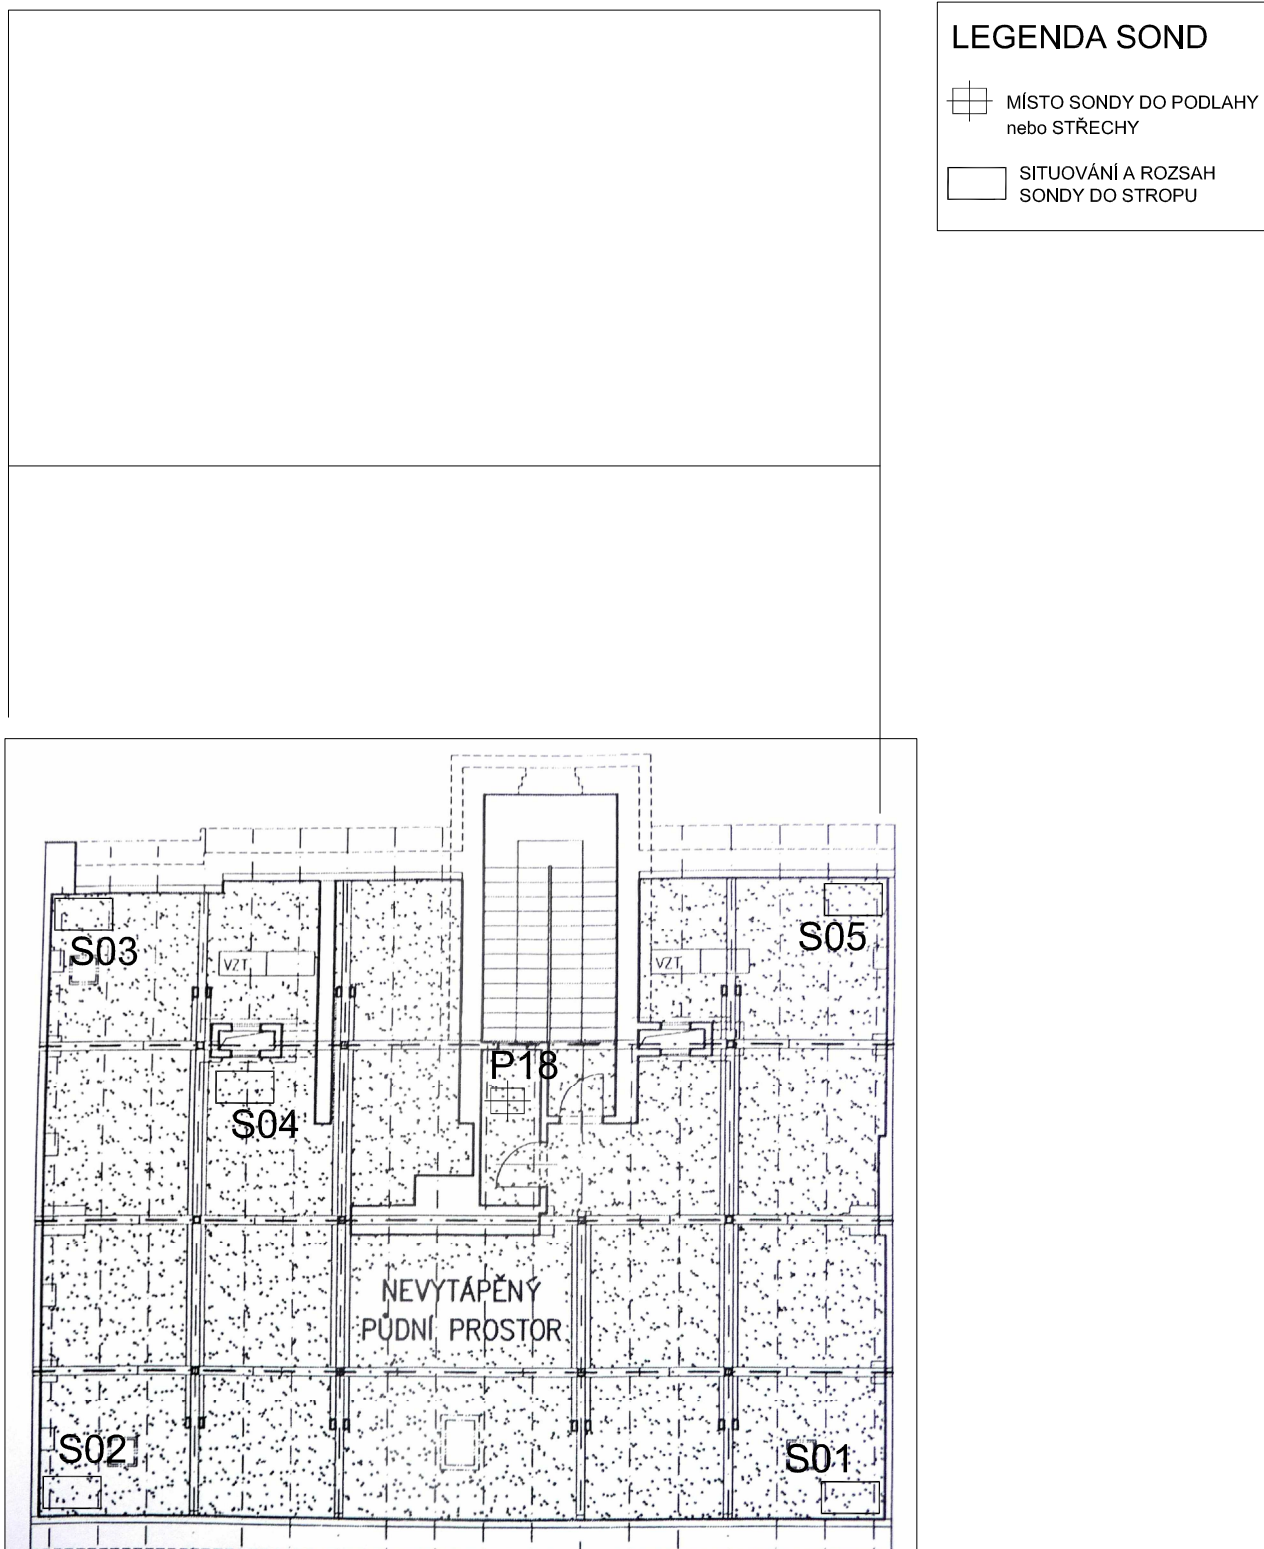 LEGENDA SOND
MÍSTO SONDY DO PODLAHY
nebo STŘECHY
SITUOVÁNÍ A ROZSAH
SONDY DO STROPU
S03
S05
VZT
VZT
P18
S04
NEVYTÁPĚNÝ
PŮDNÍ PROSTOR
S02
S01